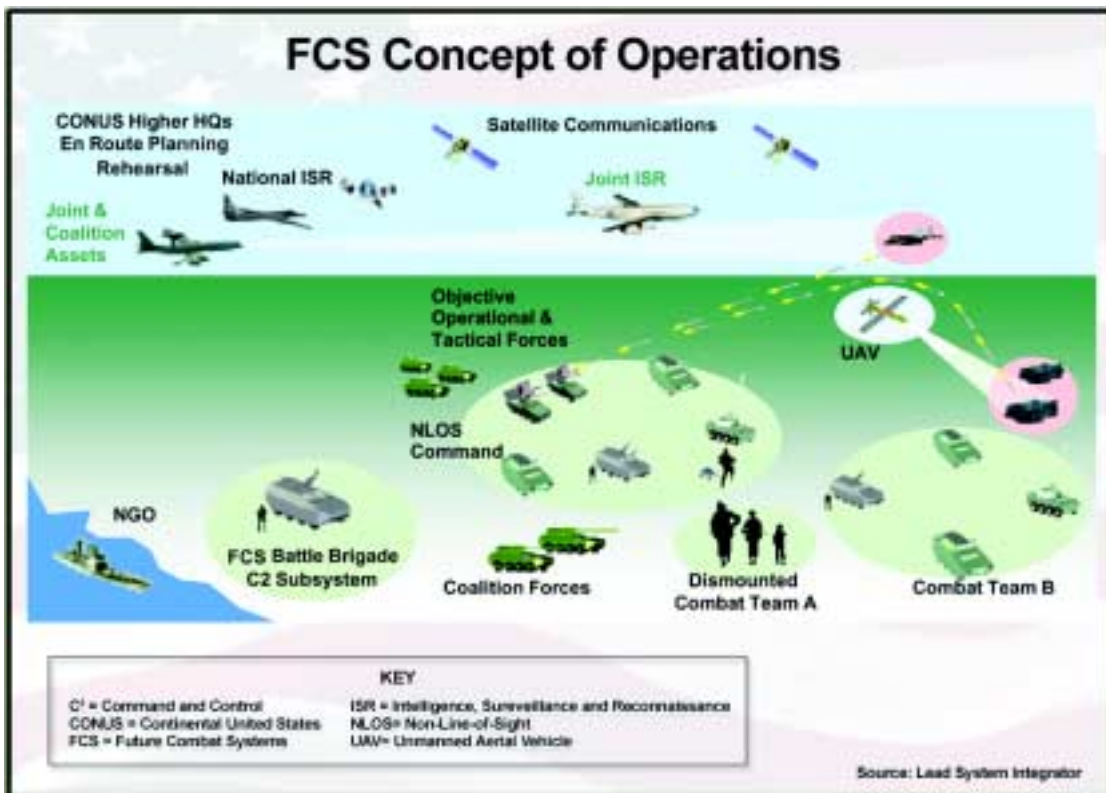 FCS Concept of Operations
CONUS Higher HQs
En Route Planning
Rehearsal
Satellite Communications
National ISR
Joint ISR
Joint &
Coalition
Assets
Objective
Operational &
Tactical Forces
UAV
NLOS
Command
NGO
FCS Battle Brigade
C2 Subsystem
Coalition Forces
Dismounted
Combat Team A
Combat Team B
KEY
C² = Command and Control
CONUS = Continental United States
FCS = Future Combat Systems
ISR = Intelligence, Sureveillance and Reconnaissance
NLOS= Non-Line-of-Sight
UAV= Unmanned Aerial Vehicle
Source: Lead System Integrator